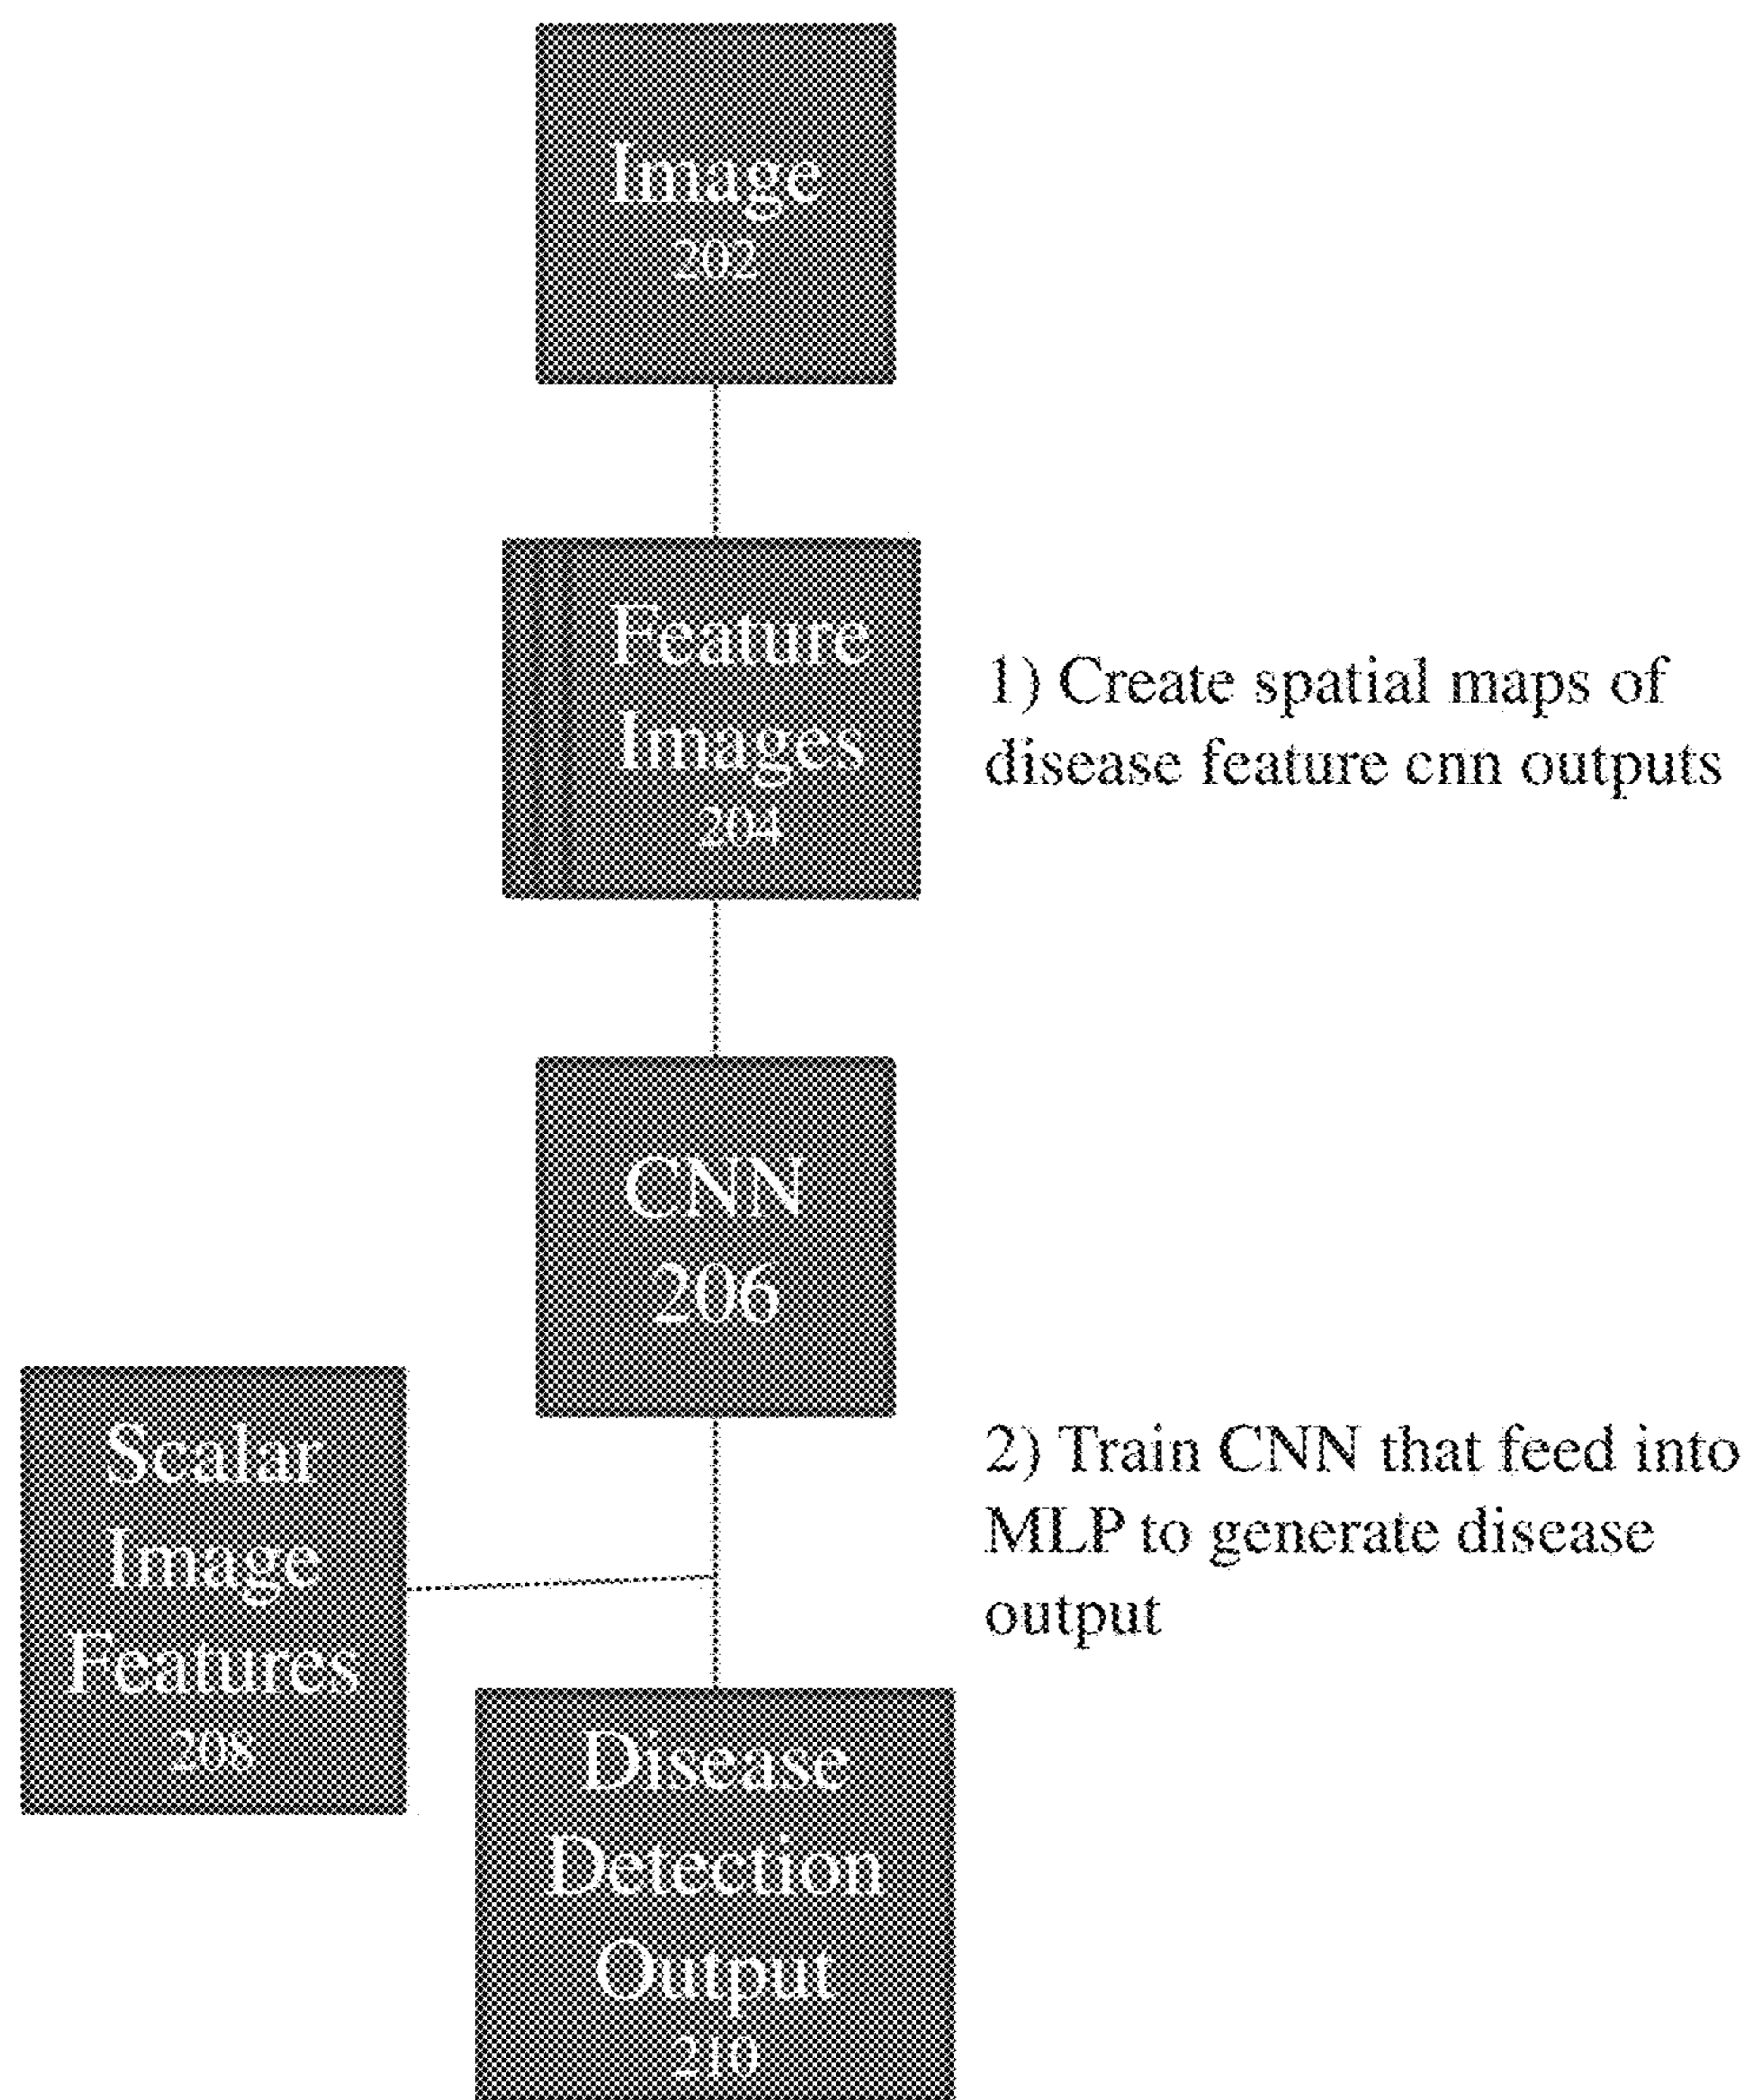 Image
202
Feature
Images
204
1) Create spatial maps of
disease feature cnn outputs
CNN
206
Scalar
Image
Features
208
2) Train CNN that feed into
MLP to generate disease
output
Disease
Detection
Output
210